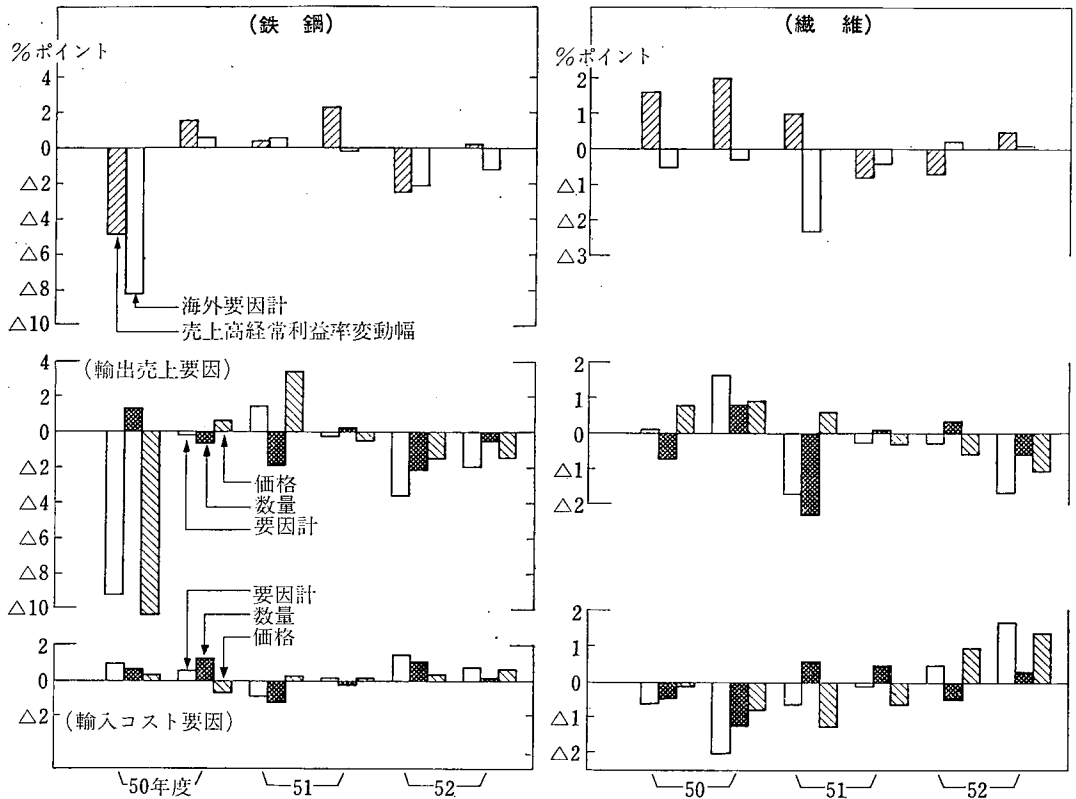 (鉄 鋼)
%ポイント
4
2
0
△2
△4
△6
△8
△10
海外要因計
売上高経常利益率変動幅
4
(輸出売上要因)
2
0
△2
△4
△6
△8
△10
価格
数量
要因計
要因計
数量
価格
2
0
△2
(輸入コスト要因)
50年度
51
52
(繊 維)
%ポイント
2
1
0
△1
△2
△3
2
1
0
△1
△2
2
1
0
△1
△2
50
51
52